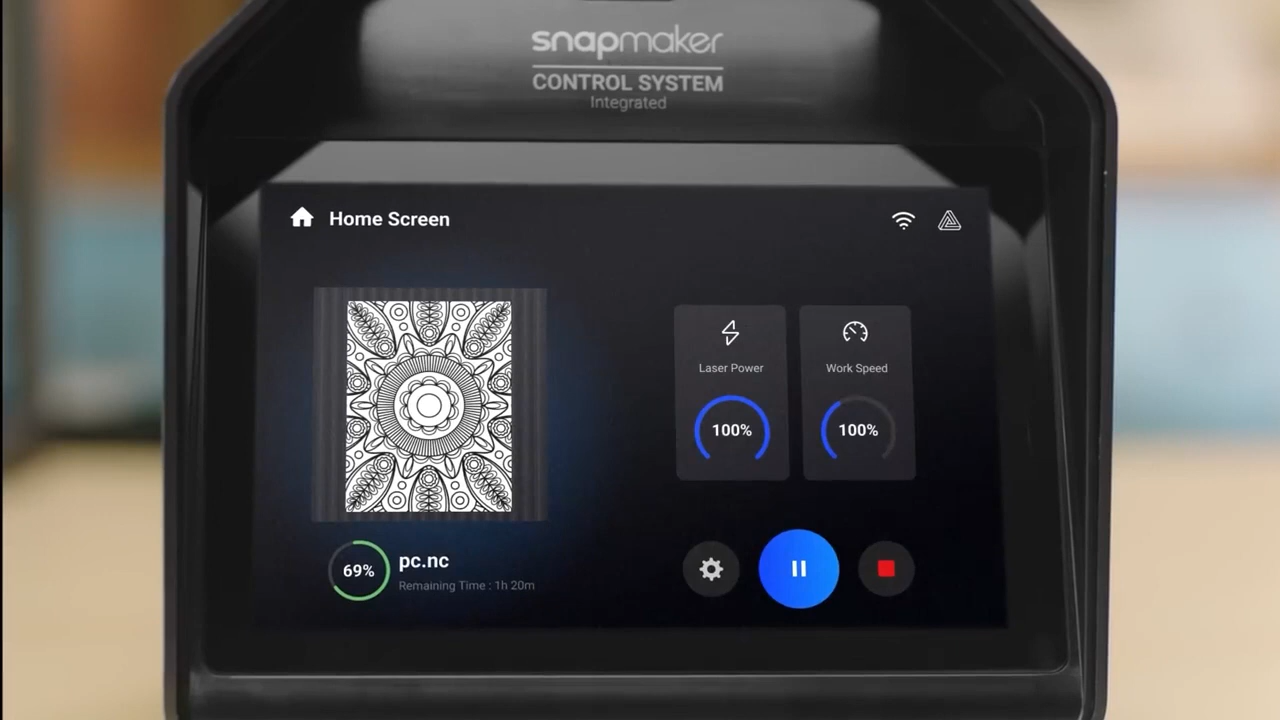 snapmaker
CONTROL SYSTEM
Integrated
Home Screen
Laser Power
Work Speed
100%
100%
69%
pc.nc
Remaining Time : 1h 20m